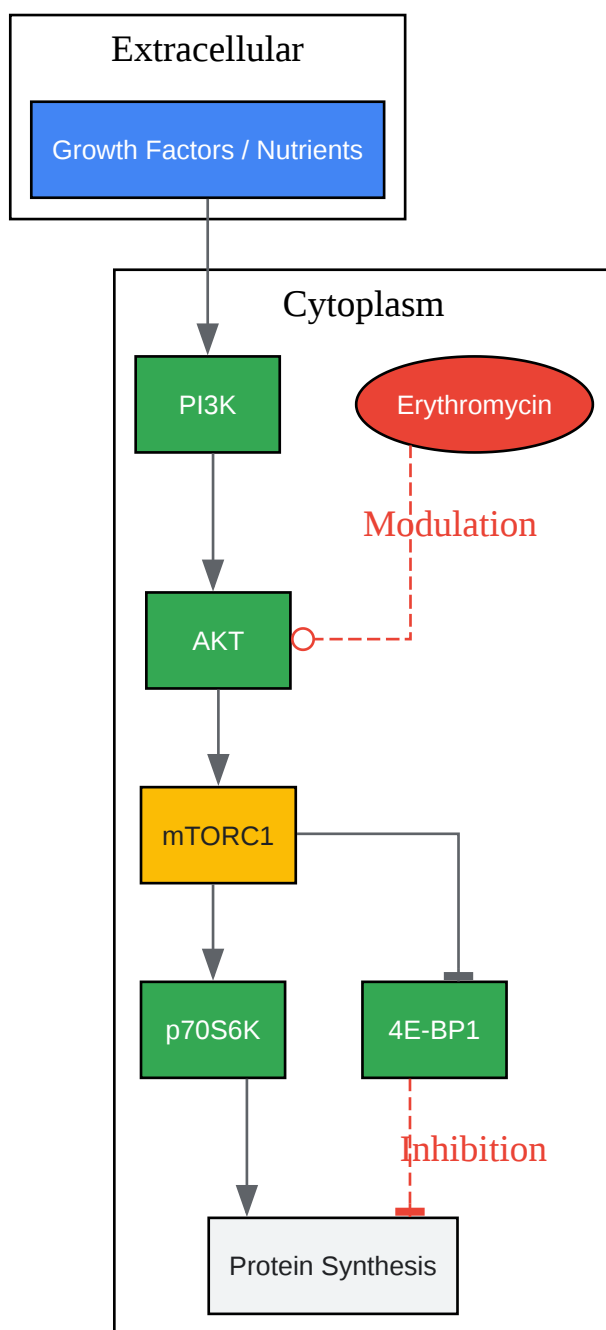 Extracellular
Growth Factors / Nutrients
Cytoplasm
PI3K
Erythromycin
Modulation
AKT
mTORC1
p70S6K
4E-BP1
Inhibition
Protein Synthesis